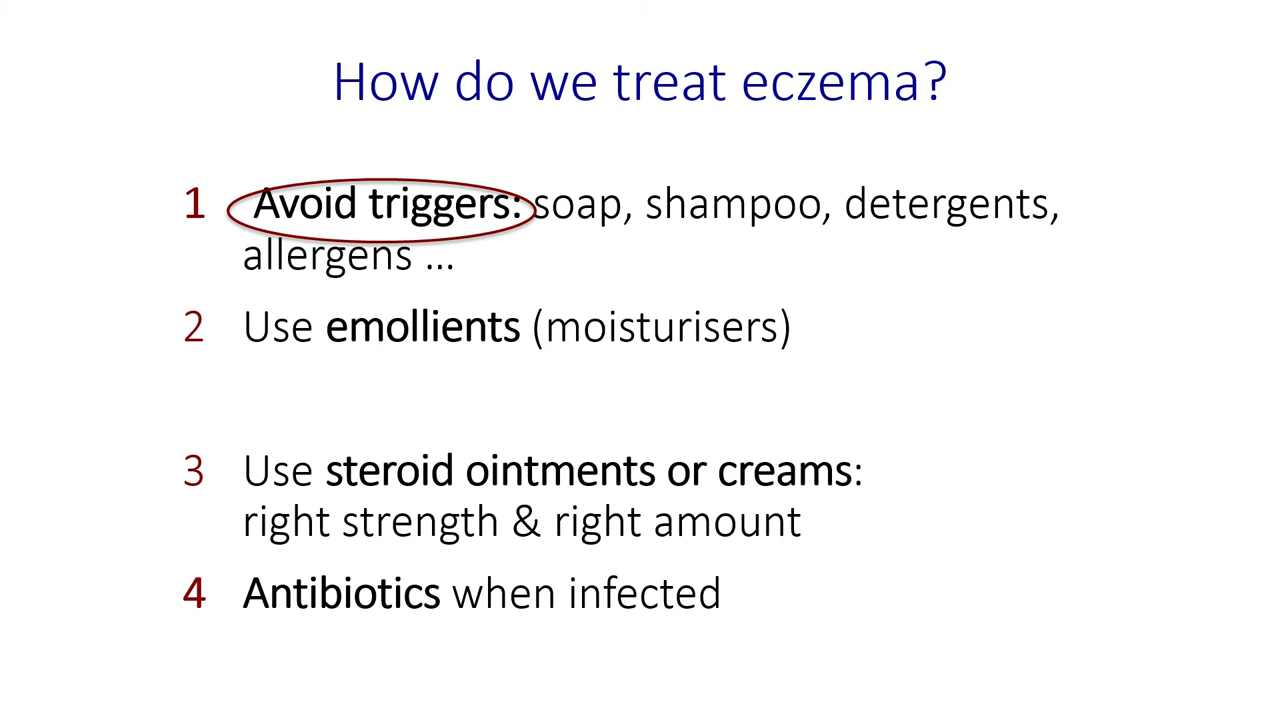 How do we treat eczema?
1 Avoid triggers: soap, shampoo, detergents,
allergens ...
2 Use emollients (moisturisers)
3 Use steroid ointments or creams:
right strength & right amount
4 Antibiotics when infected